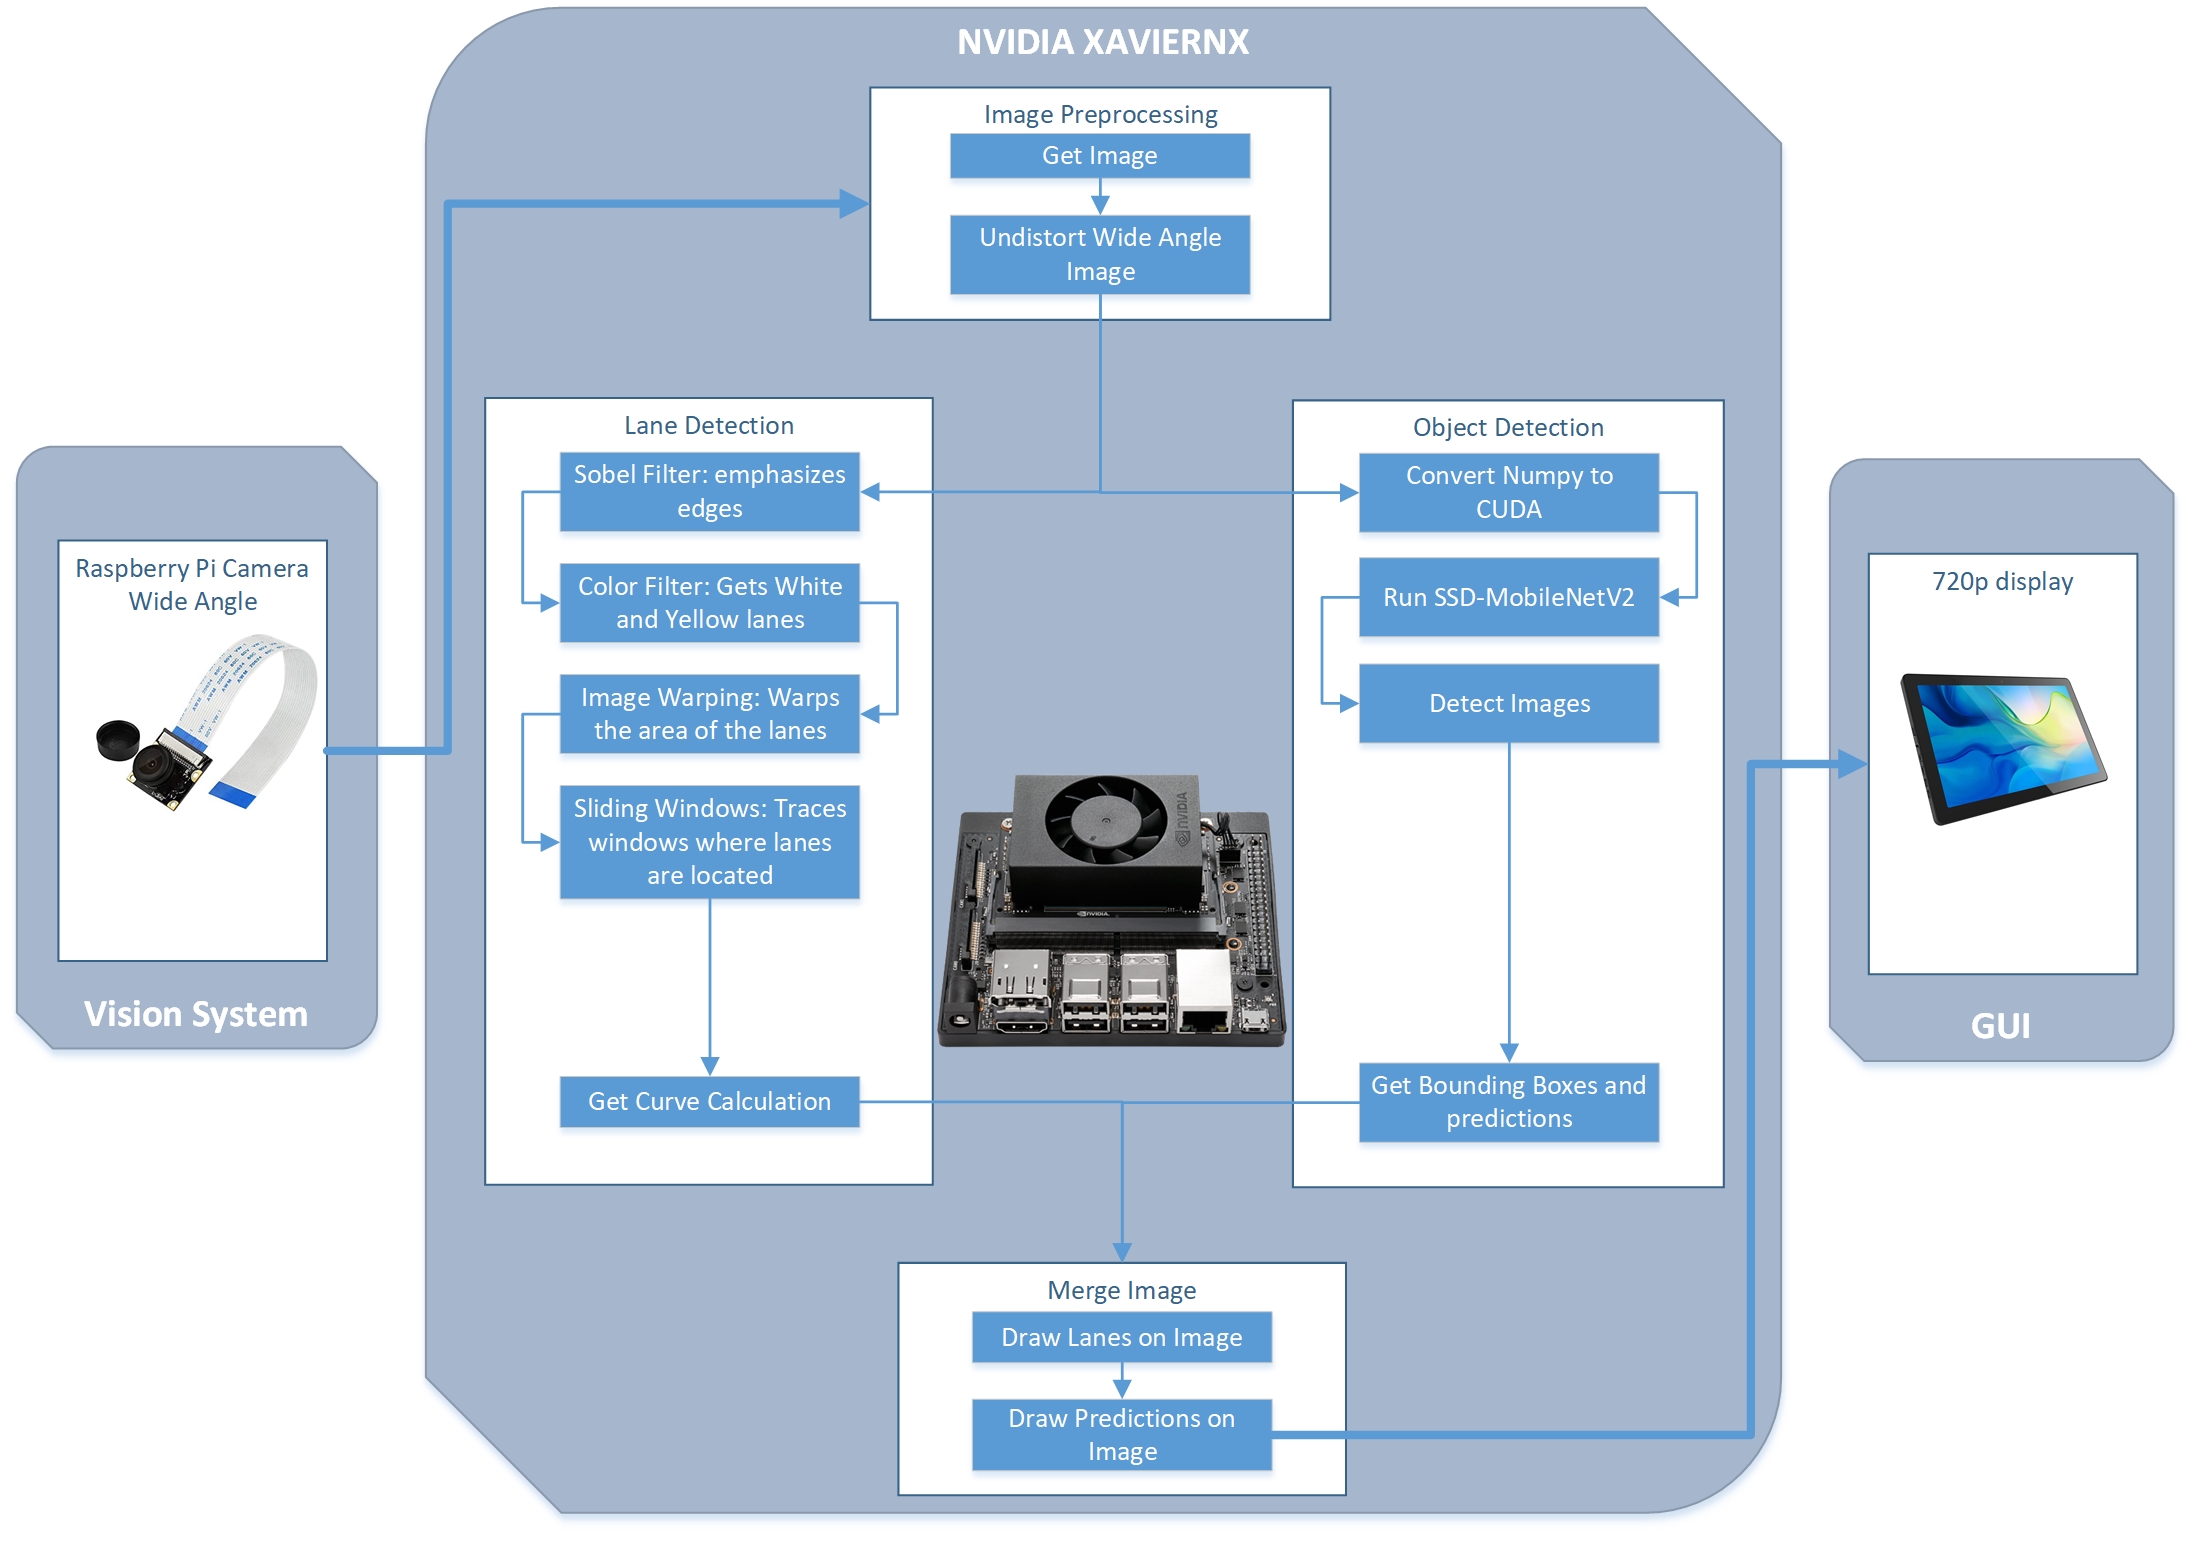 NVIDIA XAVIERNX
Image Preprocessing
Get Image
Undistort Wide Angle
Image
Lane Detection
Sobel Filter: emphasizes
edges
Color Filter: Gets White
and Yellow lanes
Image Warping: Warps
the area of the lanes
Sliding Windows: Traces
windows where lanes
are located
Get Curve Calculation
Object Detection
Convert Numpy to
CUDA
Run SSD-MobileNetV2
Detect Images
Get Bounding Boxes and
predictions
Raspberry Pi Camera
Wide Angle
Vision System
NVIDIA
NVIDIA
720p display
GUI
Merge Image
Draw Lanes on Image
Draw Predictions on
Image